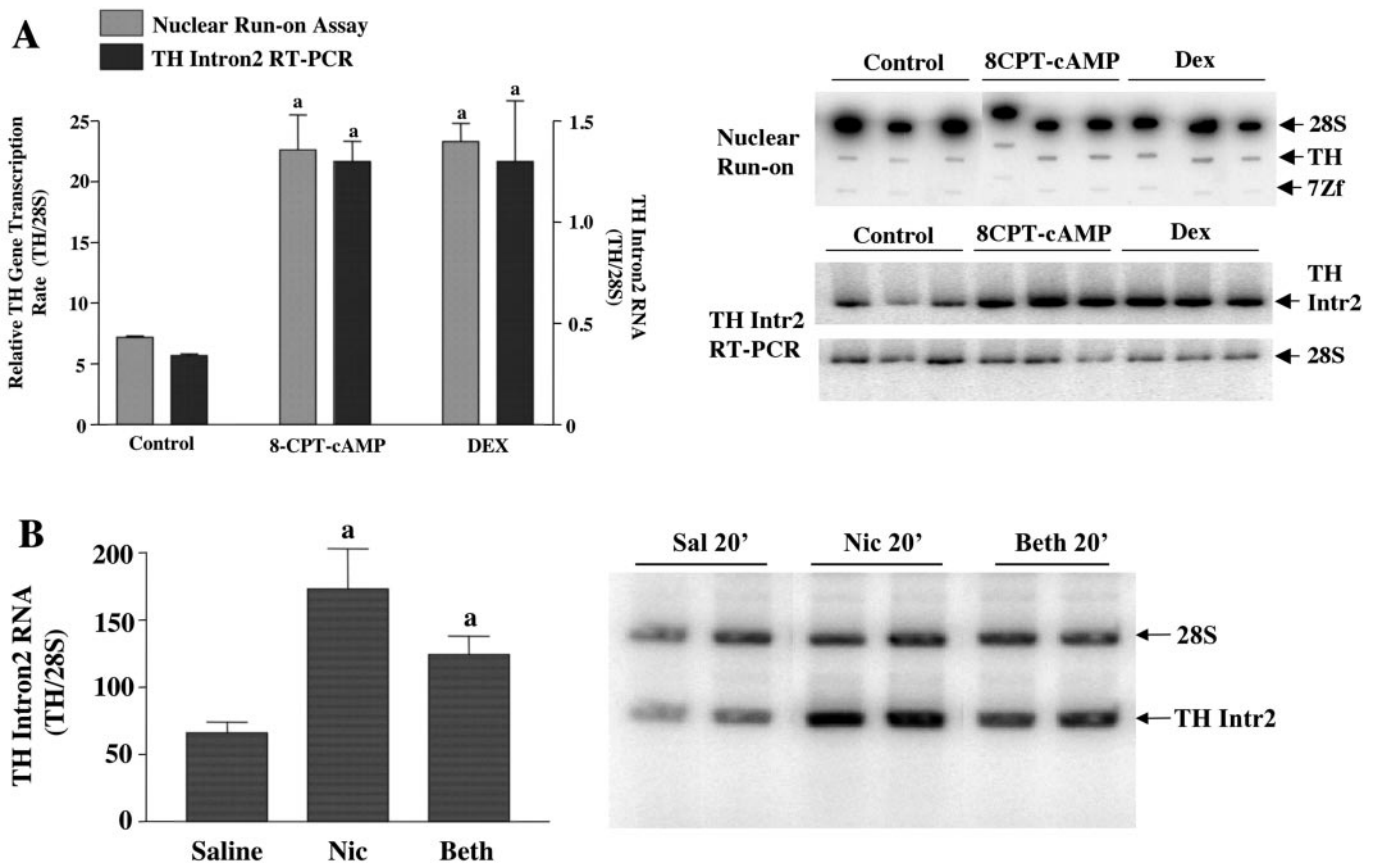 A
Nuclear Run-on Assay
TH Intron2 RT-PCR
Relative TH Gene Transcription
Rate (TH/28S)
25
20
15
10
5
0
a
a
a
a
1.5
1.0
0.5
0
TH Intron2 RNA
(TH/28S)
Control
8-CPT-cAMP
DEX
Control
8CPT-cAMP
Dex
Nuclear
Run-on
28S
TH
7Zf
Control
8CPT-cAMP
Dex
TH Intr2
RT-PCR
TH
Intr2
28S
B
TH Intron2 RNA
(TH/28S)
200
150
100
50
0
a
a
Saline
Nic
Beth
Sal 20’
Nic 20’
Beth 20’
28S
TH Intr2